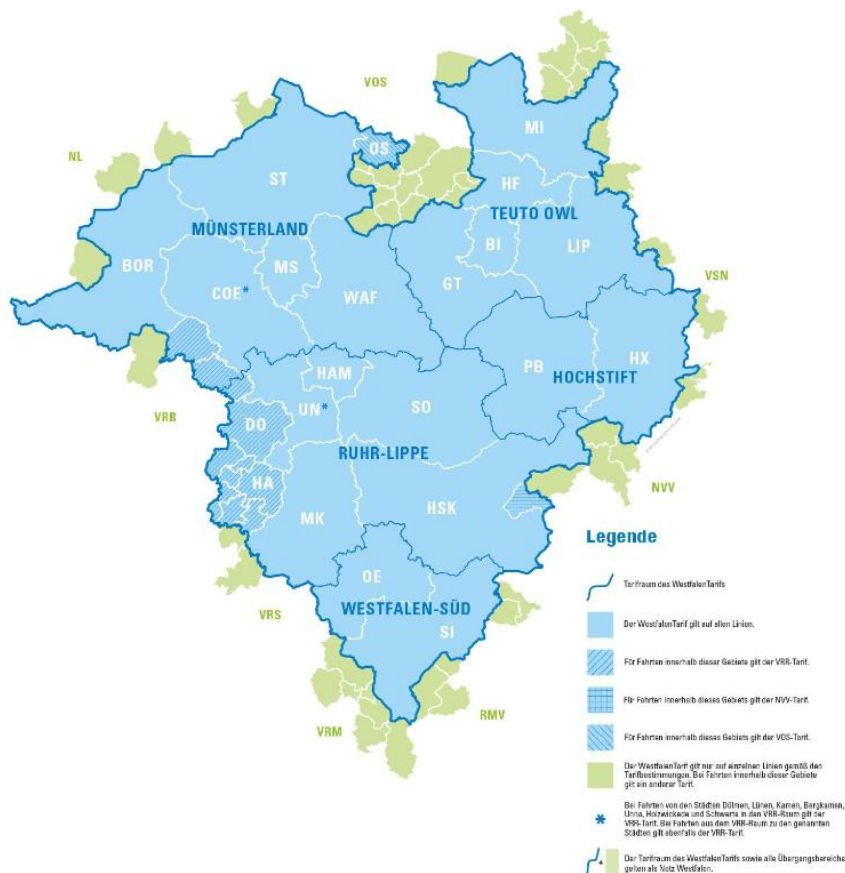 VOS
MI
OS
NL
HF
ST
TEUTO OWL
MÜNSTERLAND
BI
LIP
BOR
MS
GT
VSN
COE*
WAF
HX
PB
HOCHSTIFT
HAM
UN*
SO
VRR
DO
RUHR-LIPPE
HA
NVV
MK
HSK
Legende
OE
Tarifraum des WestfalenTarifs
VRS
WESTFALEN-SÜD
SI
Der WestfalenTarif gilt auf allen Linien.
Für Fahrten innerhalb dieser Gebiete gilt der VRR-Tarif.
RMV
VRM
Für Fahrten innerhalb dieses Gebiets gilt der NVV-Tarif.
Für Fahrten innerhalb dieses Gebiets gilt der VOS-Tarif.
Der WestfalenTarif gilt nur auf einzelnen Linien gemäß den
Tarifbestimmungen. Bei Fahrten innerhalb dieser Gebiete
gilt ein anderer Tarif.
* Bei Fahrten von den Städten Dülmen, Lünen, Kamen, Bergkamen,
Unna, Holzwickede und Schwerte in den VRR-Raum gilt der
VRR-Tarif. Bei Fahrten aus dem VRR-Raum zu den genannten
Städten gilt ebenfalls der VRR-Tarif.
+ Der Tarifraum des WestfalenTarifs sowie alle Übergangsbereiche
gelten als Netz Westfalen.